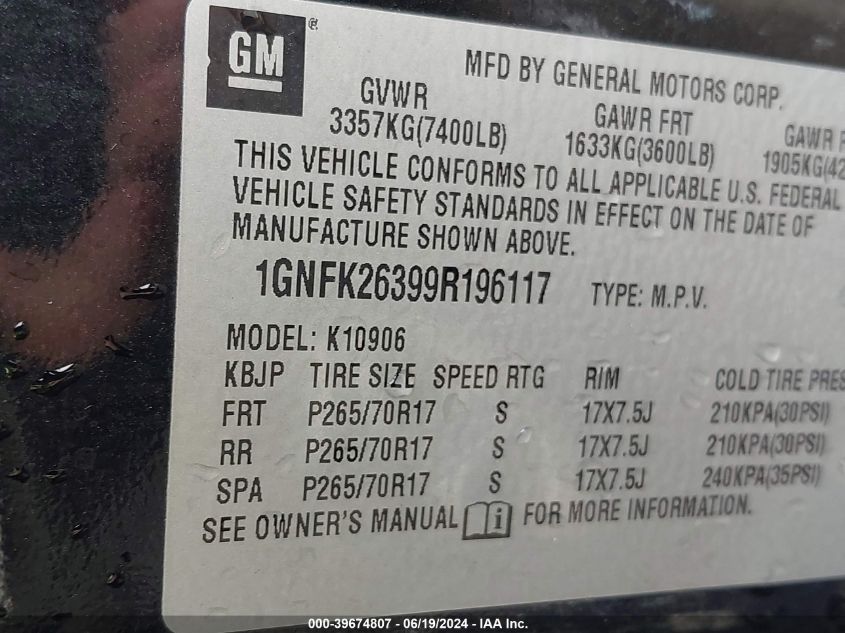 GM ®
MFD BY GENERAL MOTORS CORP.
GVWR GAWR FRT GAWR
3357KG(7400LB) 1633KG(3600LB) 1905KG(42
THIS VEHICLE CONFORMS TO ALL APPLICABLE U.S. FEDERAL
VEHICLE SAFETY STANDARDS IN EFFECT ON THE DATE OF
MANUFACTURE SHOWN ABOVE.
1GNFK26399R196117 TYPE: M.P.V.
MODEL: K10906
KBJP TIRE SIZE SPEED RTG RIM COLD TIRE PRES
FRT P265/70R17 S 17X7.5J 210KPA(30PSI)
RR P265/70R17 S 17X7.5J 210KPA(30PSI)
SPA P265/70R17 S 17X7.5J 240KPA(35PSI)
SEE OWNER'S MANUAL i FOR MORE INFORMATION.
000-39674807 - 06/19/2024 - IAA Inc.